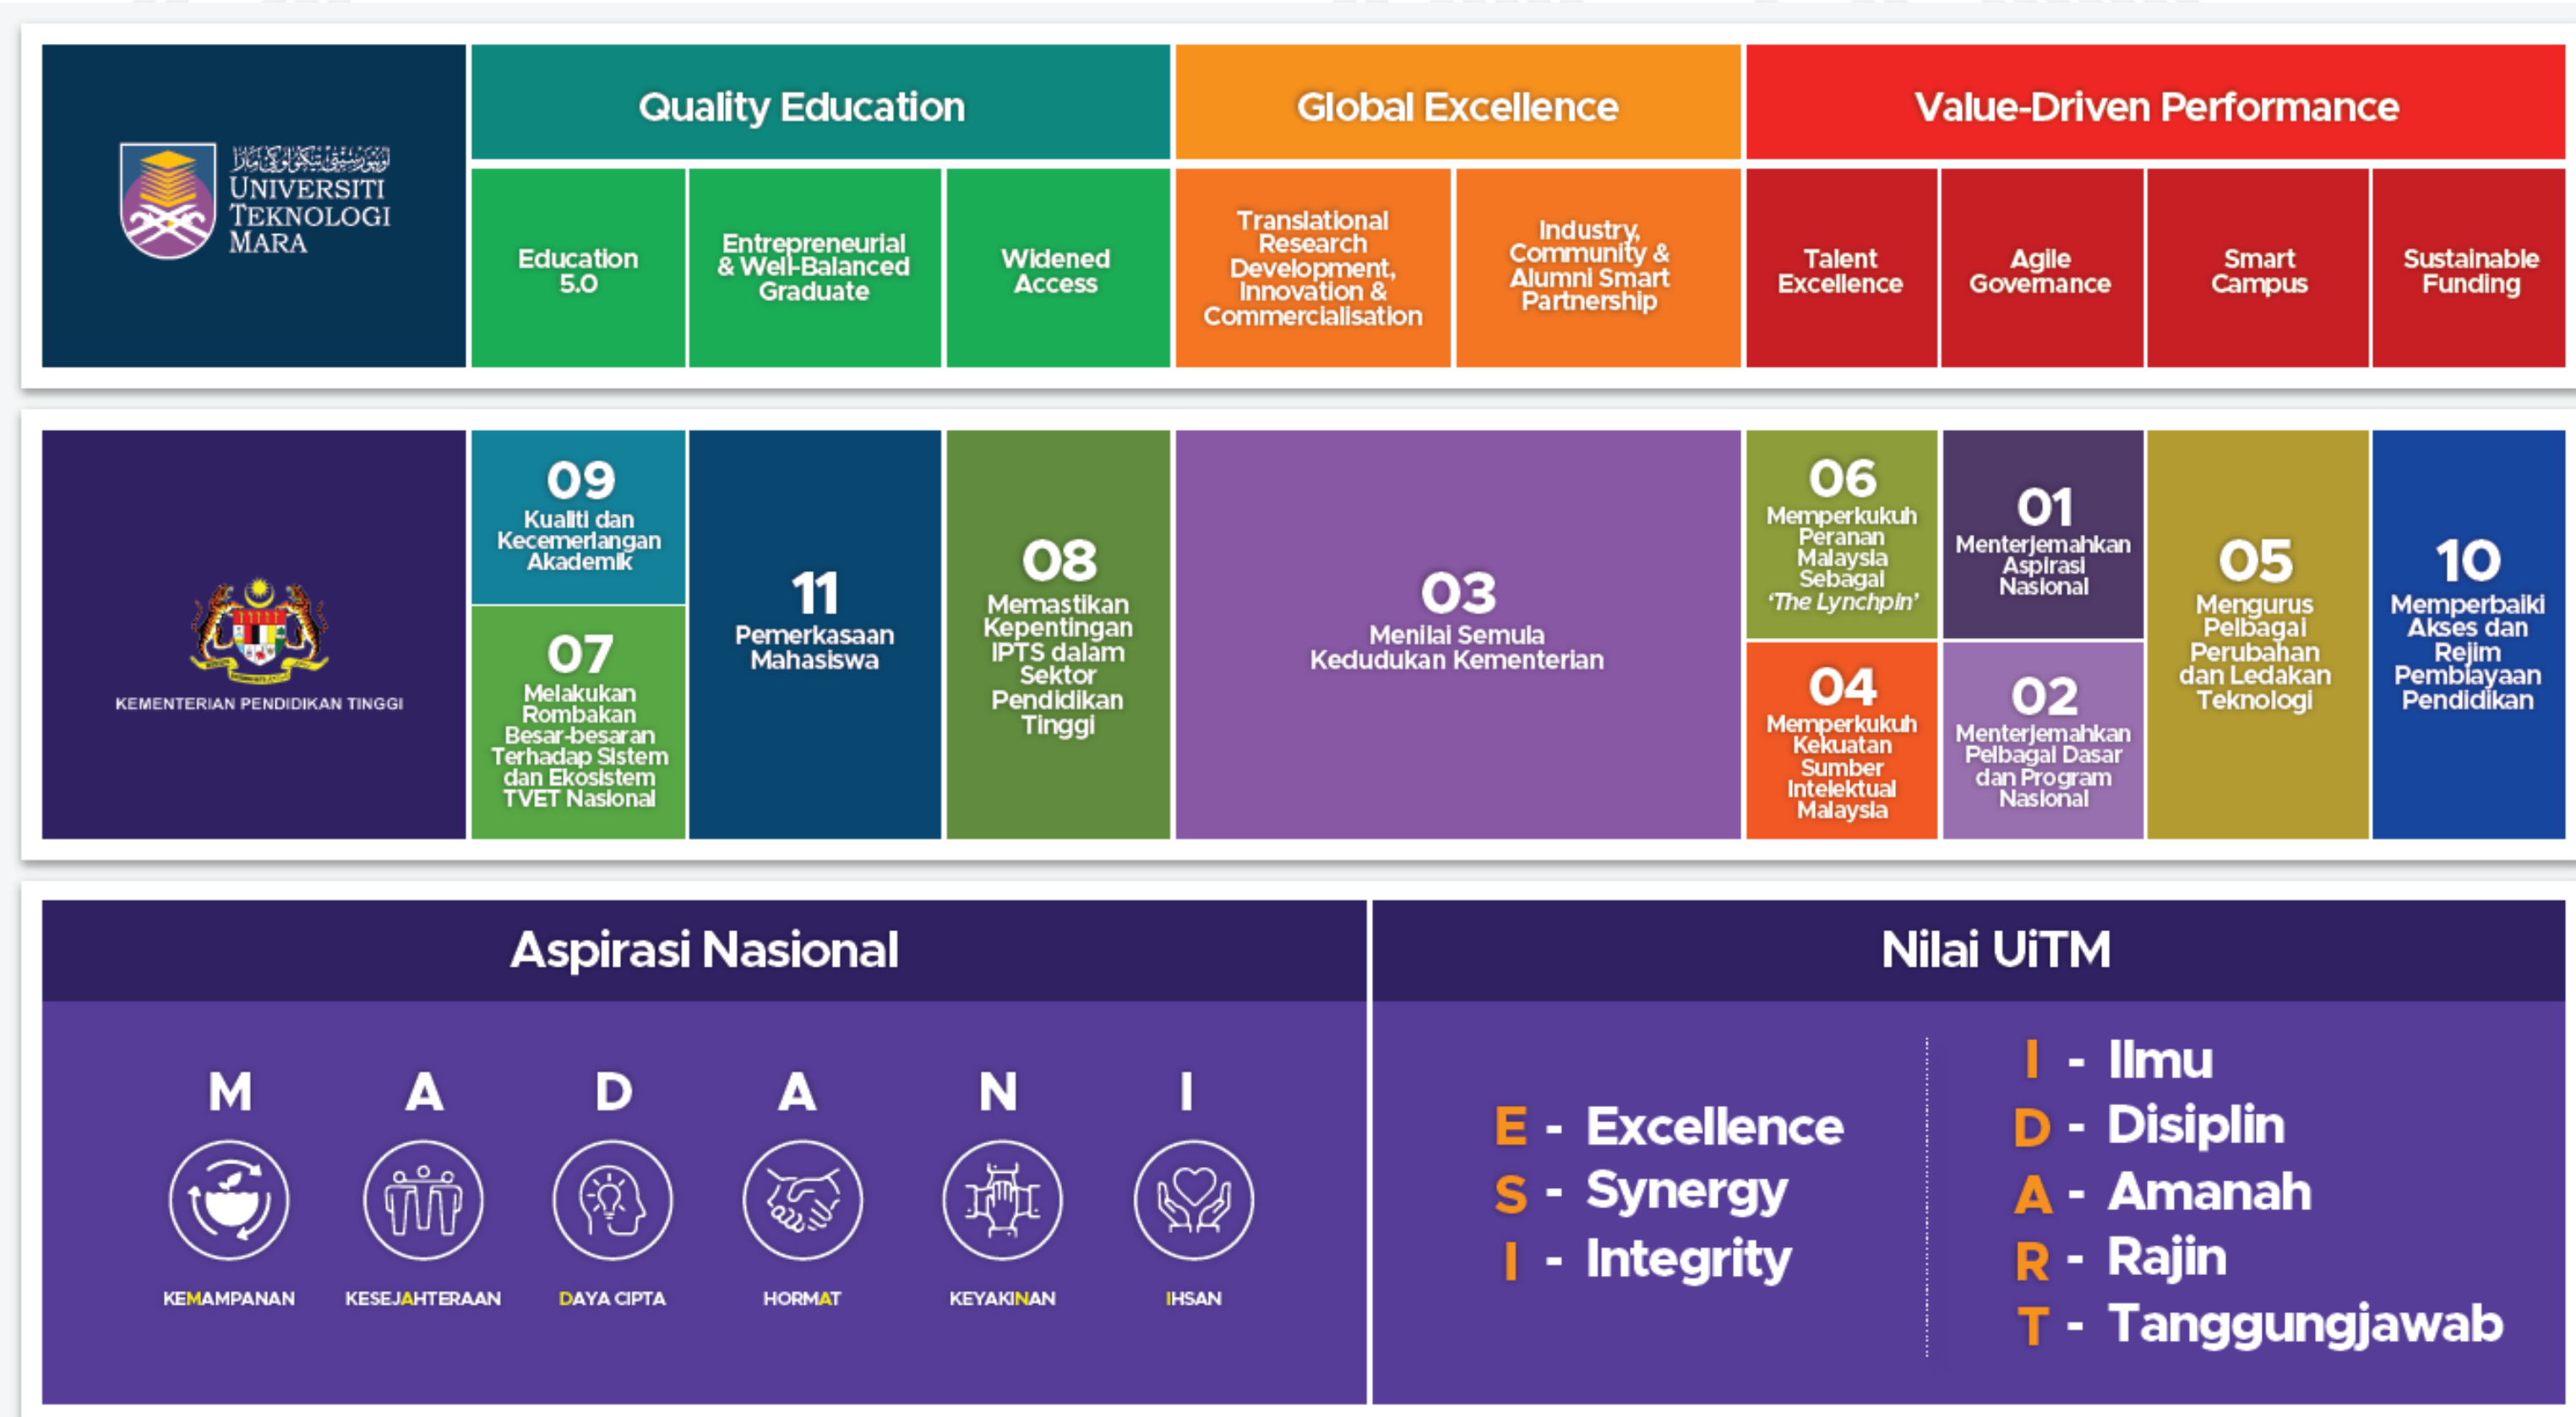 Quality Education
Global Excellence
Value-Driven Performance
اونيۏرسيتي تيكنولوݢي مارا
UNIVERSITI
TEKNOLOGI
MARA
Education
5.0
Entrepreneurial
& Well-Balanced
Graduate
Widened
Access
Translational
Research
Development,
Innovation &
Commercialisation
Industry,
Community &
Alumni Smart
Partnership
Talent
Excellence
Agile
Governance
Smart
Campus
Sustainable
Funding
KEMENTERIAN PENDIDIKAN TINGGI
09
Kualiti dan
Kecemerlangan
Akademik
07
Melakukan
Rombakan
Besar-besaran
Terhadap Sistem
dan Ekosistem
TVET Nasional
11
Pemerkasaan
Mahasiswa
08
Memastikan
Kepentingan
IPTS dalam
Sektor
Pendidikan
Tinggi
03
Menilai Semula
Kedudukan Kementerian
06
Memperkukuh
Peranan
Malaysia
Sebagai
‘The Lynchpin’
04
Memperkukuh
Kekuatan
Sumber
Intelektual
Malaysia
01
Menterjemahkan
Aspirasi
Nasional
02
Menterjemahkan
Pelbagai Dasar
dan Program
Nasional
05
Mengurus
Pelbagai
Perubahan
dan Ledakan
Teknologi
10
Memperbaiki
Akses dan
Rejim
Pembiayaan
Pendidikan
Aspirasi Nasional
M A D A N I
KEMAMPANAN
KESEJAHTERAAN
DAYA CIPTA
HORMAT
KEYAKINAN
IHSAN
Nilai UiTM
E - Excellence
S - Synergy
I - Integrity
I - Ilmu
D - Disiplin
A - Amanah
R - Rajin
T - Tanggungjawab